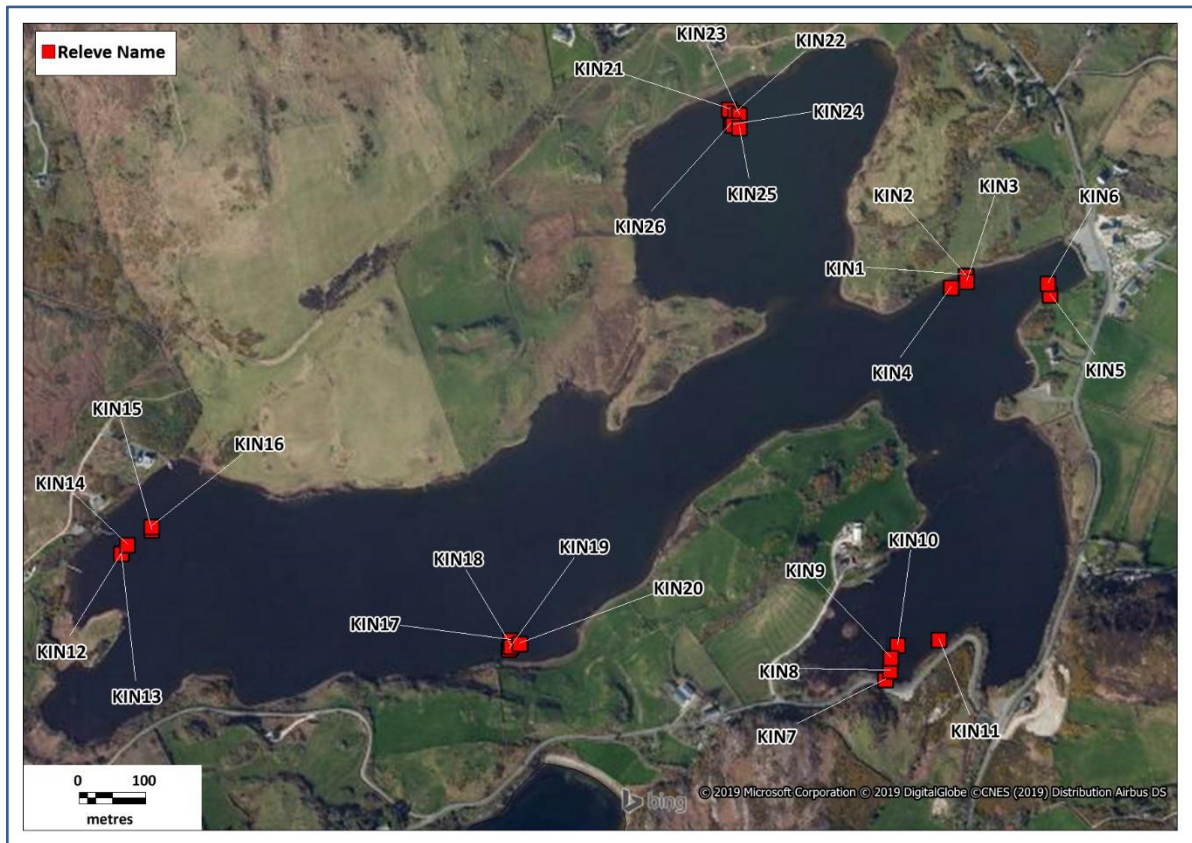 Releve Name
KIN23
KIN22
KIN21
KIN24
KIN25
KIN26
KIN2
KIN3
KIN6
KIN1
KIN4
KIN5
KIN15
KIN16
KIN14
KIN12
KIN13
KIN18
KIN19
KIN17
KIN20
KIN10
KIN9
KIN8
KIN7
KIN11
0 100
metres
bing
© 2019 Microsoft Corporation © 2019 DigitalGlobe ©CNES (2019) Distribution Airbus DS